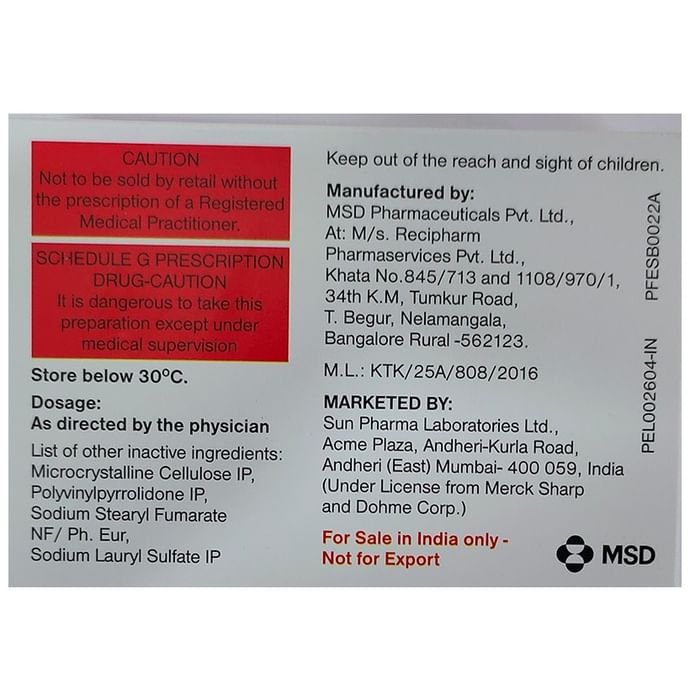 CAUTION
Not to be sold by retail without
the prescription of a Registered
Medical Practitioner.
SCHEDULE G PRESCRIPTION
DRUG-CAUTION
It is dangerous to take this
preparation except under
medical supervision
Store below 30°C.
Dosage:
As directed by the physician
List of other inactive ingredients:
Microcrystalline Cellulose IP,
Polyvinylpyrrolidone IP,
Sodium Stearyl Fumarate
NF/ Ph. Eur,
Sodium Lauryl Sulfate IP
Keep out of the reach and sight of children.
Manufactured by:
MSD Pharmaceuticals Pvt. Ltd.,
At: M/s. Recipharm
Pharmaservices Pvt. Ltd.,
Khata No.845/713 and 1108/970/1,
34th K.M, Tumkur Road,
T. Begur, Nelamangala,
Bangalore Rural -562123.
M.L.: KTK/25A/808/2016
MARKETED BY:
Sun Pharma Laboratories Ltd.,
Acme Plaza, Andheri-Kurla Road,
Andheri (East) Mumbai- 400 059, India
(Under License from Merck Sharp
and Dohme Corp.)
For Sale in India only -
Not for Export
MSD
PEL002604-IN
PFESB0022A